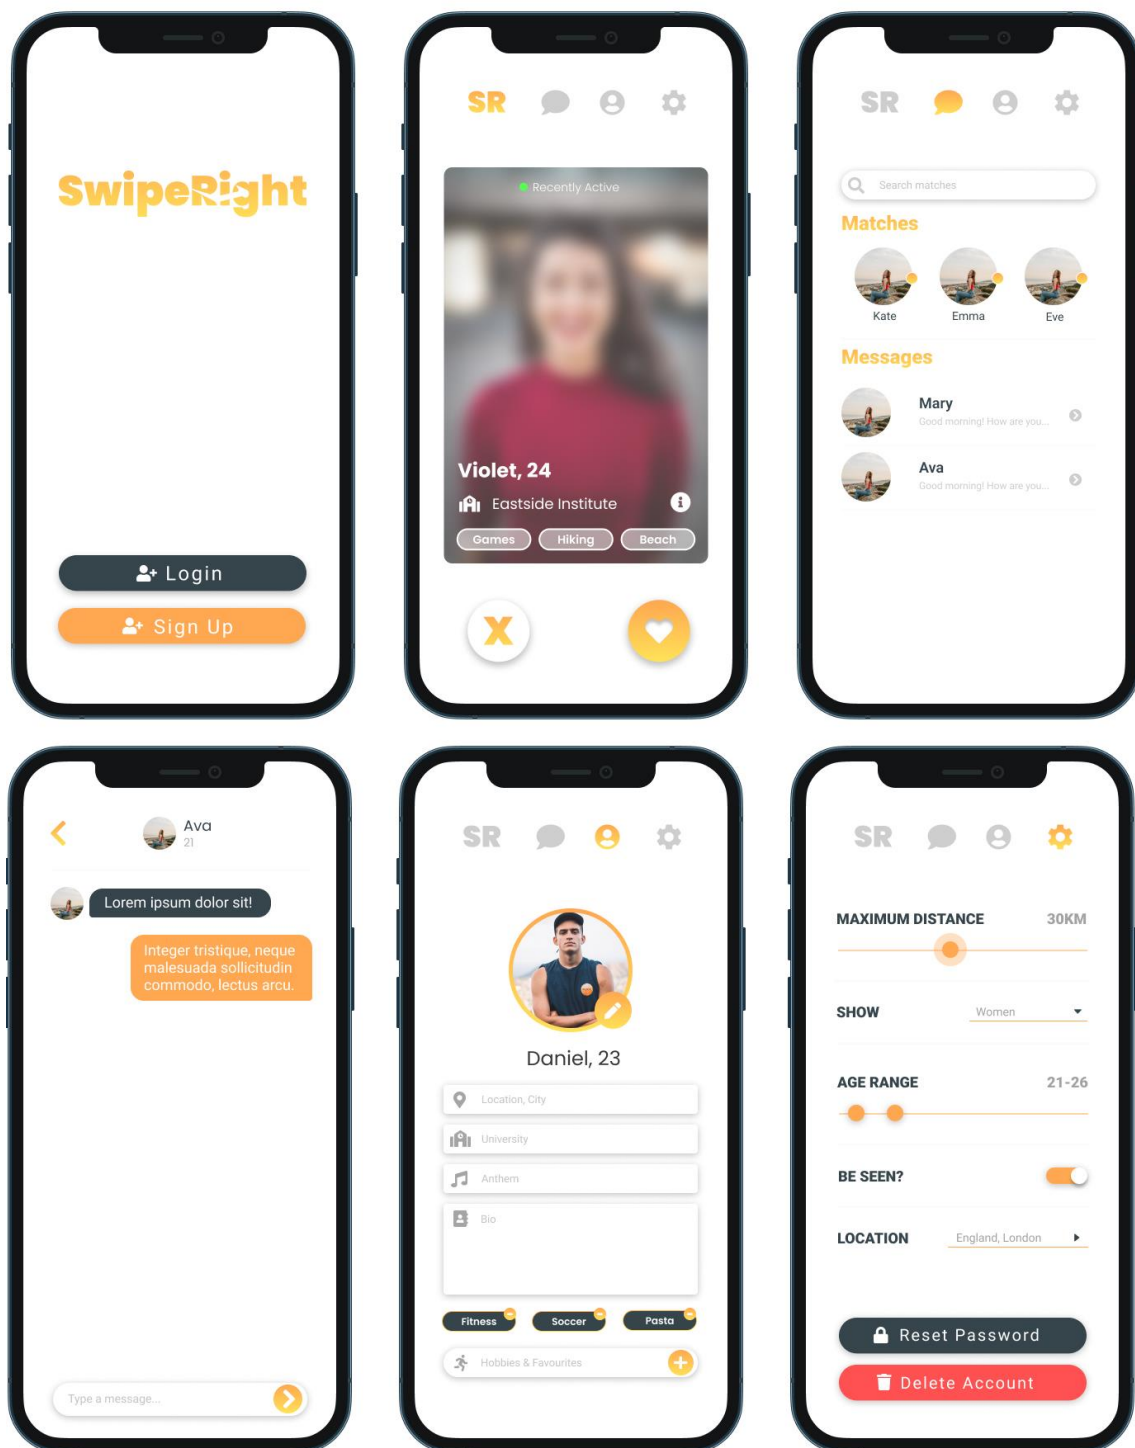 SwipeRight
Login
Sign Up
SR
Recently Active
Violet, 24
Eastside Institute
Games Hiking Beach
X
SR
Search matches
Matches
Kate Emma Eve
Messages
Mary
Good morning! How are you...
Ava
Good morning! How are you...
Ava
21
Lorem ipsum dolor sit!
Integer tristique, neque
malesuada sollicitudin
commodo, lectus arcu.
Type a message...
SR
Daniel, 23
Location, City
University
Anthem
Bio
Fitness Soccer Pasta
Hobbies & Favourites
SR
MAXIMUM DISTANCE 30KM
SHOW Women
AGE RANGE 21-26
BE SEEN?
LOCATION England, London
Reset Password
Delete Account